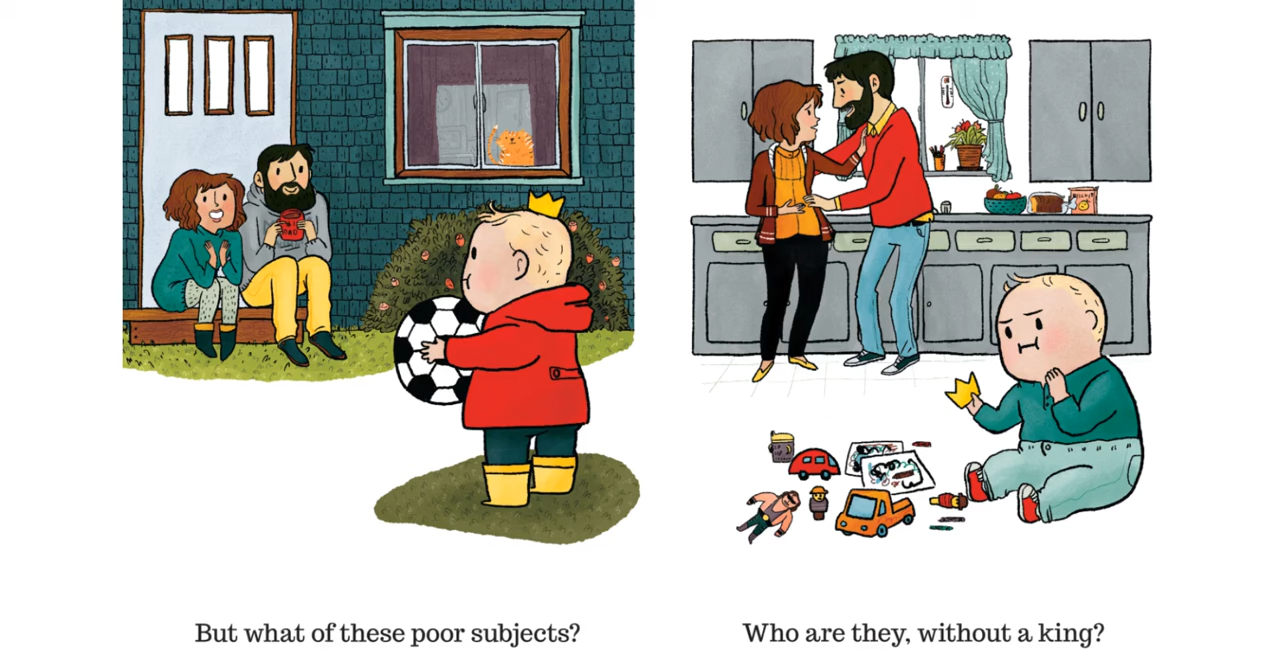 But what of these poor subjects?
Who are they, without a king?